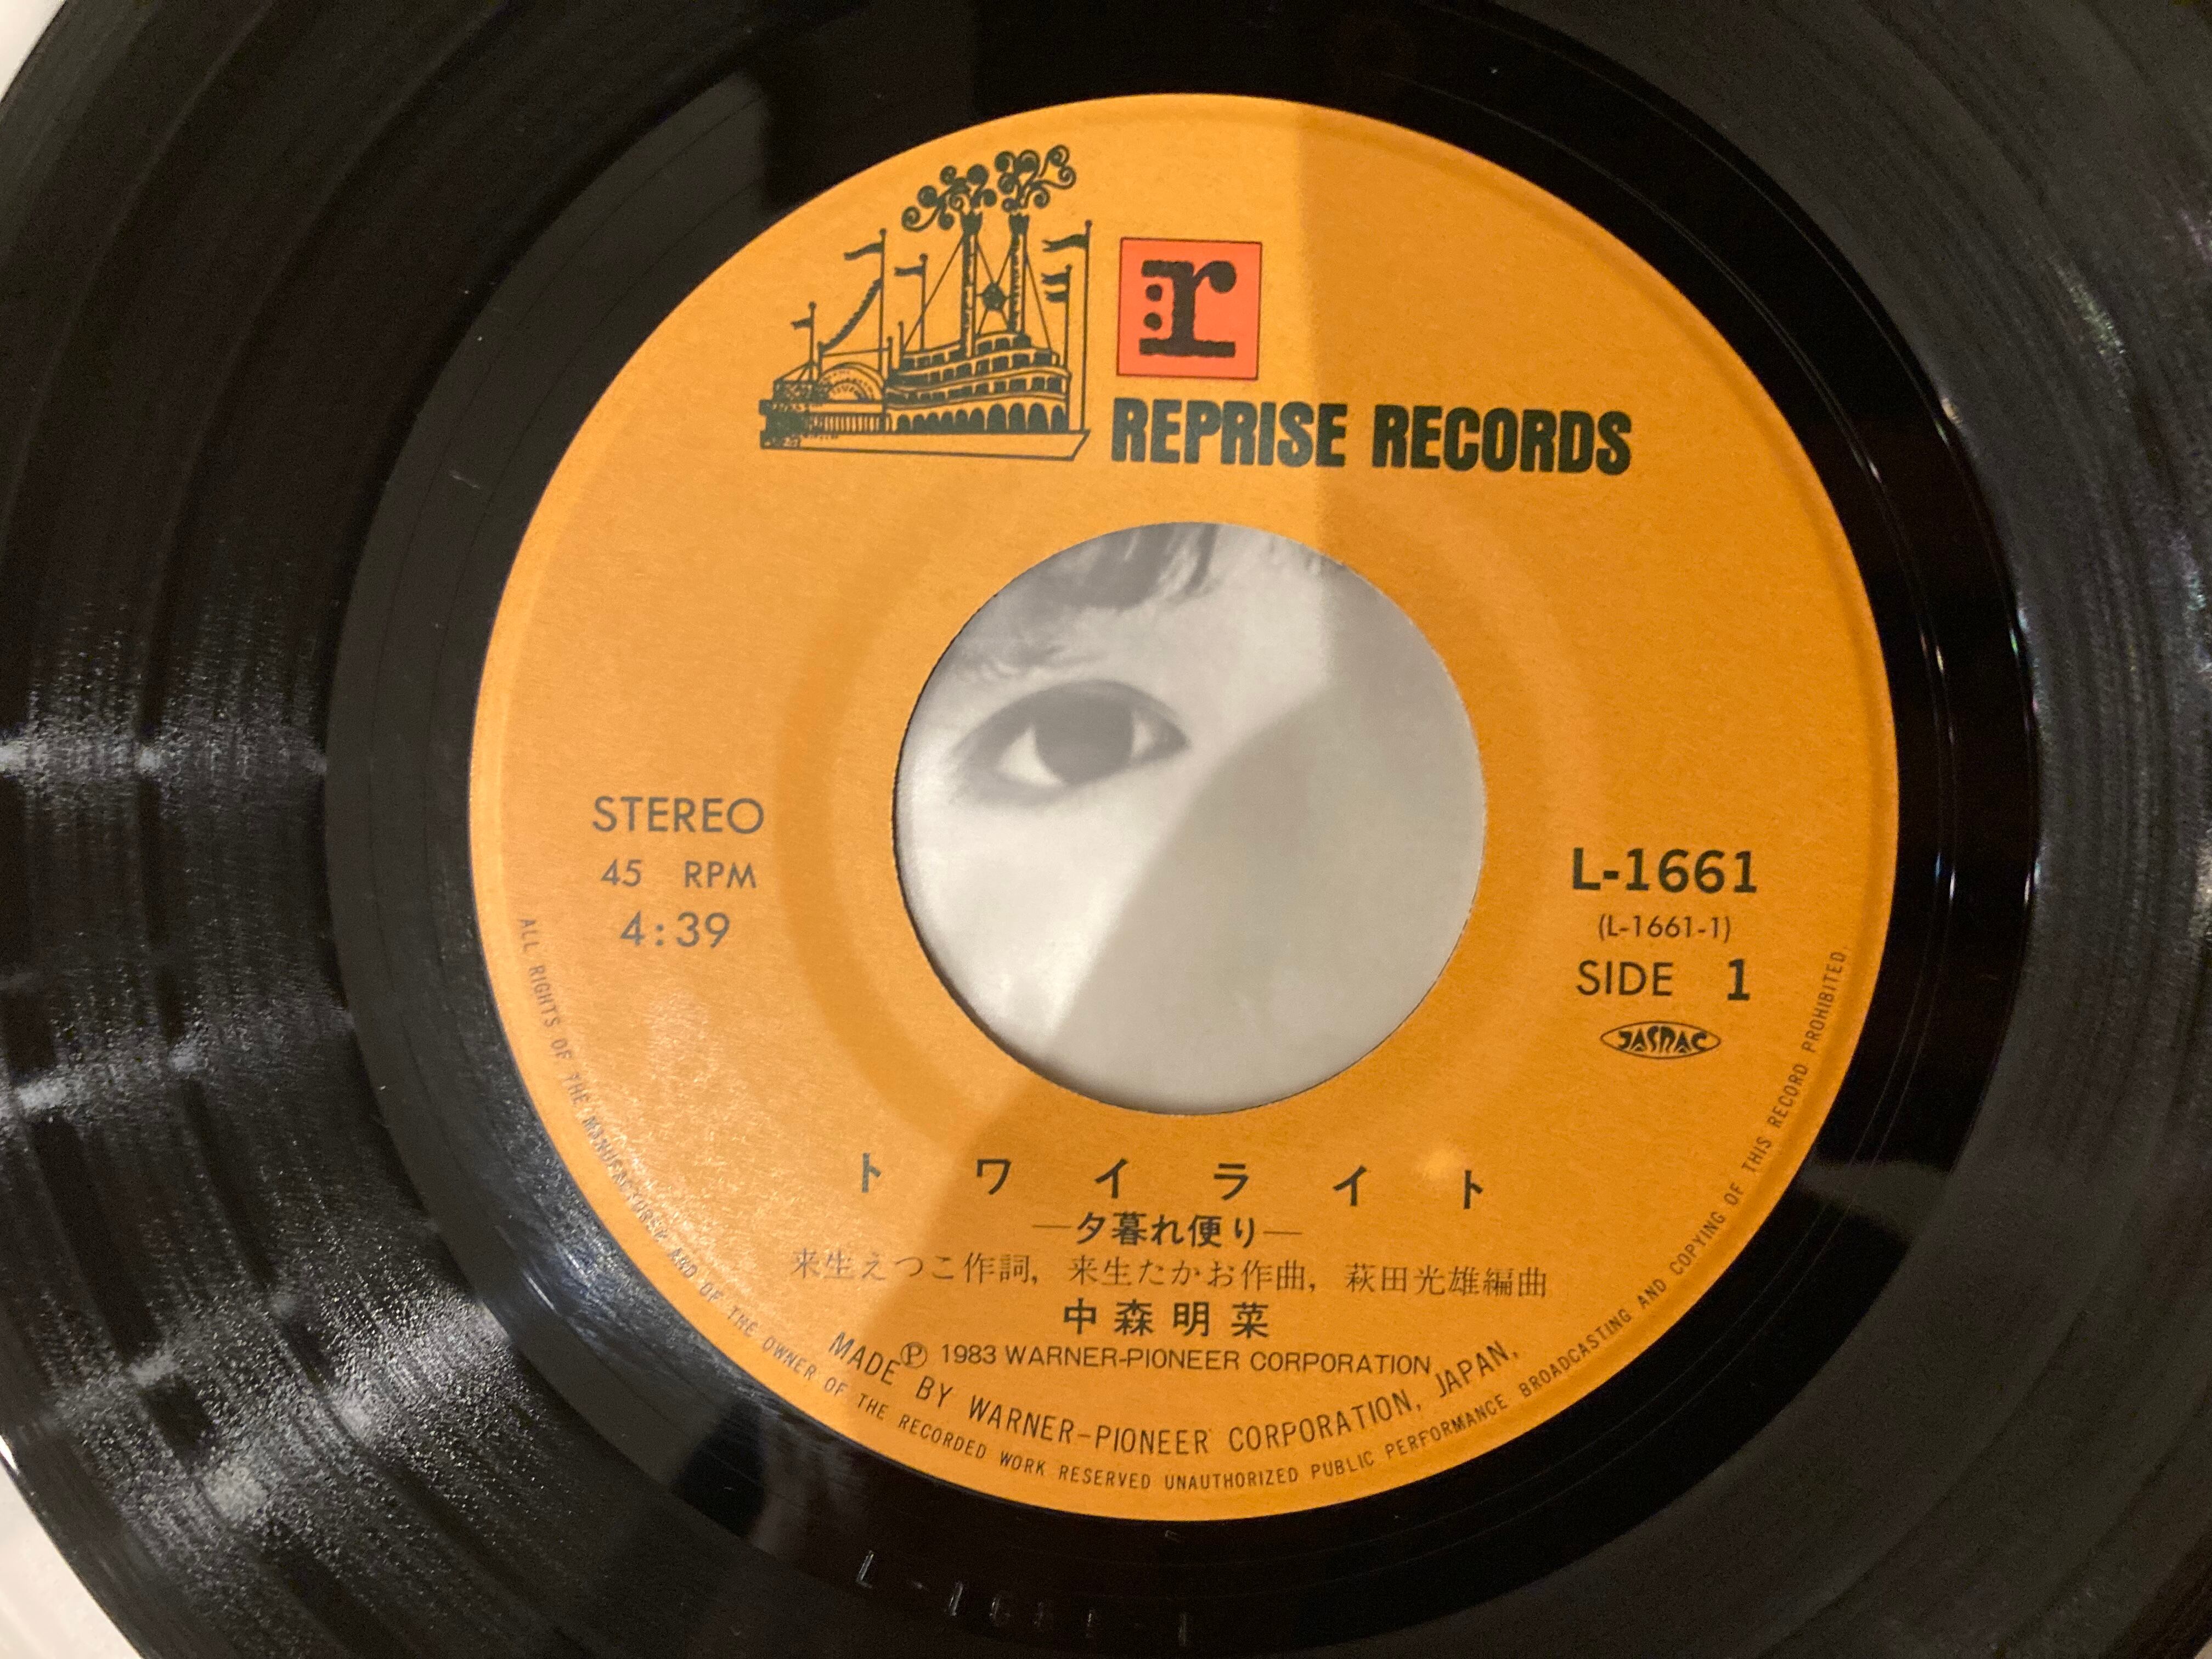 r
REPRISE RECORDS
STEREO
45 RPM
4:39
L-1661
(L-1661-1)
SIDE 1
JASRAC
トワイライト
—夕暮れ便り—
来生えつこ作詞, 来生たかお作曲, 萩田光雄編曲
中森明菜
Ⓟ 1983 WARNER-PIONEER CORPORATION
MADE BY WARNER-PIONEER CORPORATION, JAPAN.
ALL RIGHTS OF THE MANUFACTURER AND OF THE OWNER OF THE RECORDED WORK RESERVED UNAUTHORIZED PUBLIC PERFORMANCE BROADCASTING AND COPYING OF THIS RECORD PROHIBITED.
L-1661-1